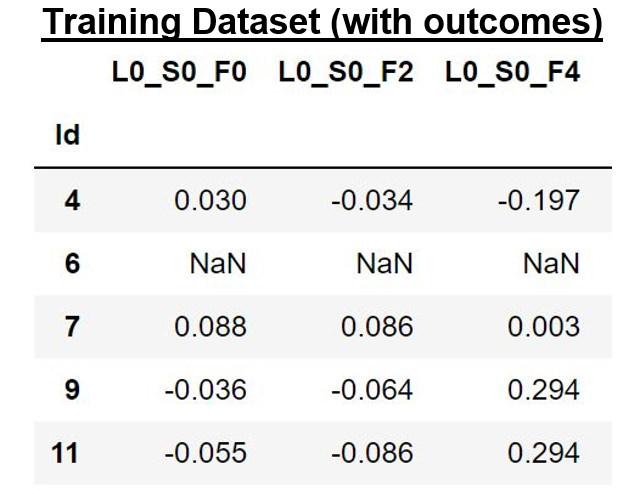 Training Dataset (with outcomes)
L0_S0_F0 L0_S0_F2 L0_S0_F4
Id
4 0.030 -0.034 -0.197
6 NaN NaN NaN
7 0.088 0.086 0.003
9 -0.036 -0.064 0.294
11 -0.055 -0.086 0.294